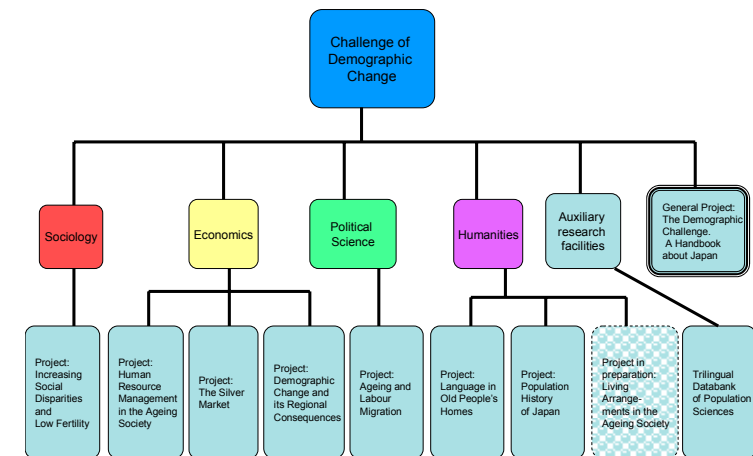 Challenge of
Demographic
Change
Sociology
Economics
Political
Science
Humanities
Auxiliary
research
facilities
General Project:
The Demographic
Challenge.
A Handbook
about Japan
Project:
Increasing
Social
Disparities
and
Low Fertility
Project:
Human
Resource
Management
in the Ageing
Society
Project:
The Silver
Market
Project:
Demographic
Change and
its Regional
Consequences
Project:
Ageing and
Labour
Migration
Project:
Language in
Old People's
Homes
Project:
Population
History
of Japan
Project in
preparation:
Living
Arrange-
ments in the
Ageing Society
Trilingual
Databank
of Population
Sciences